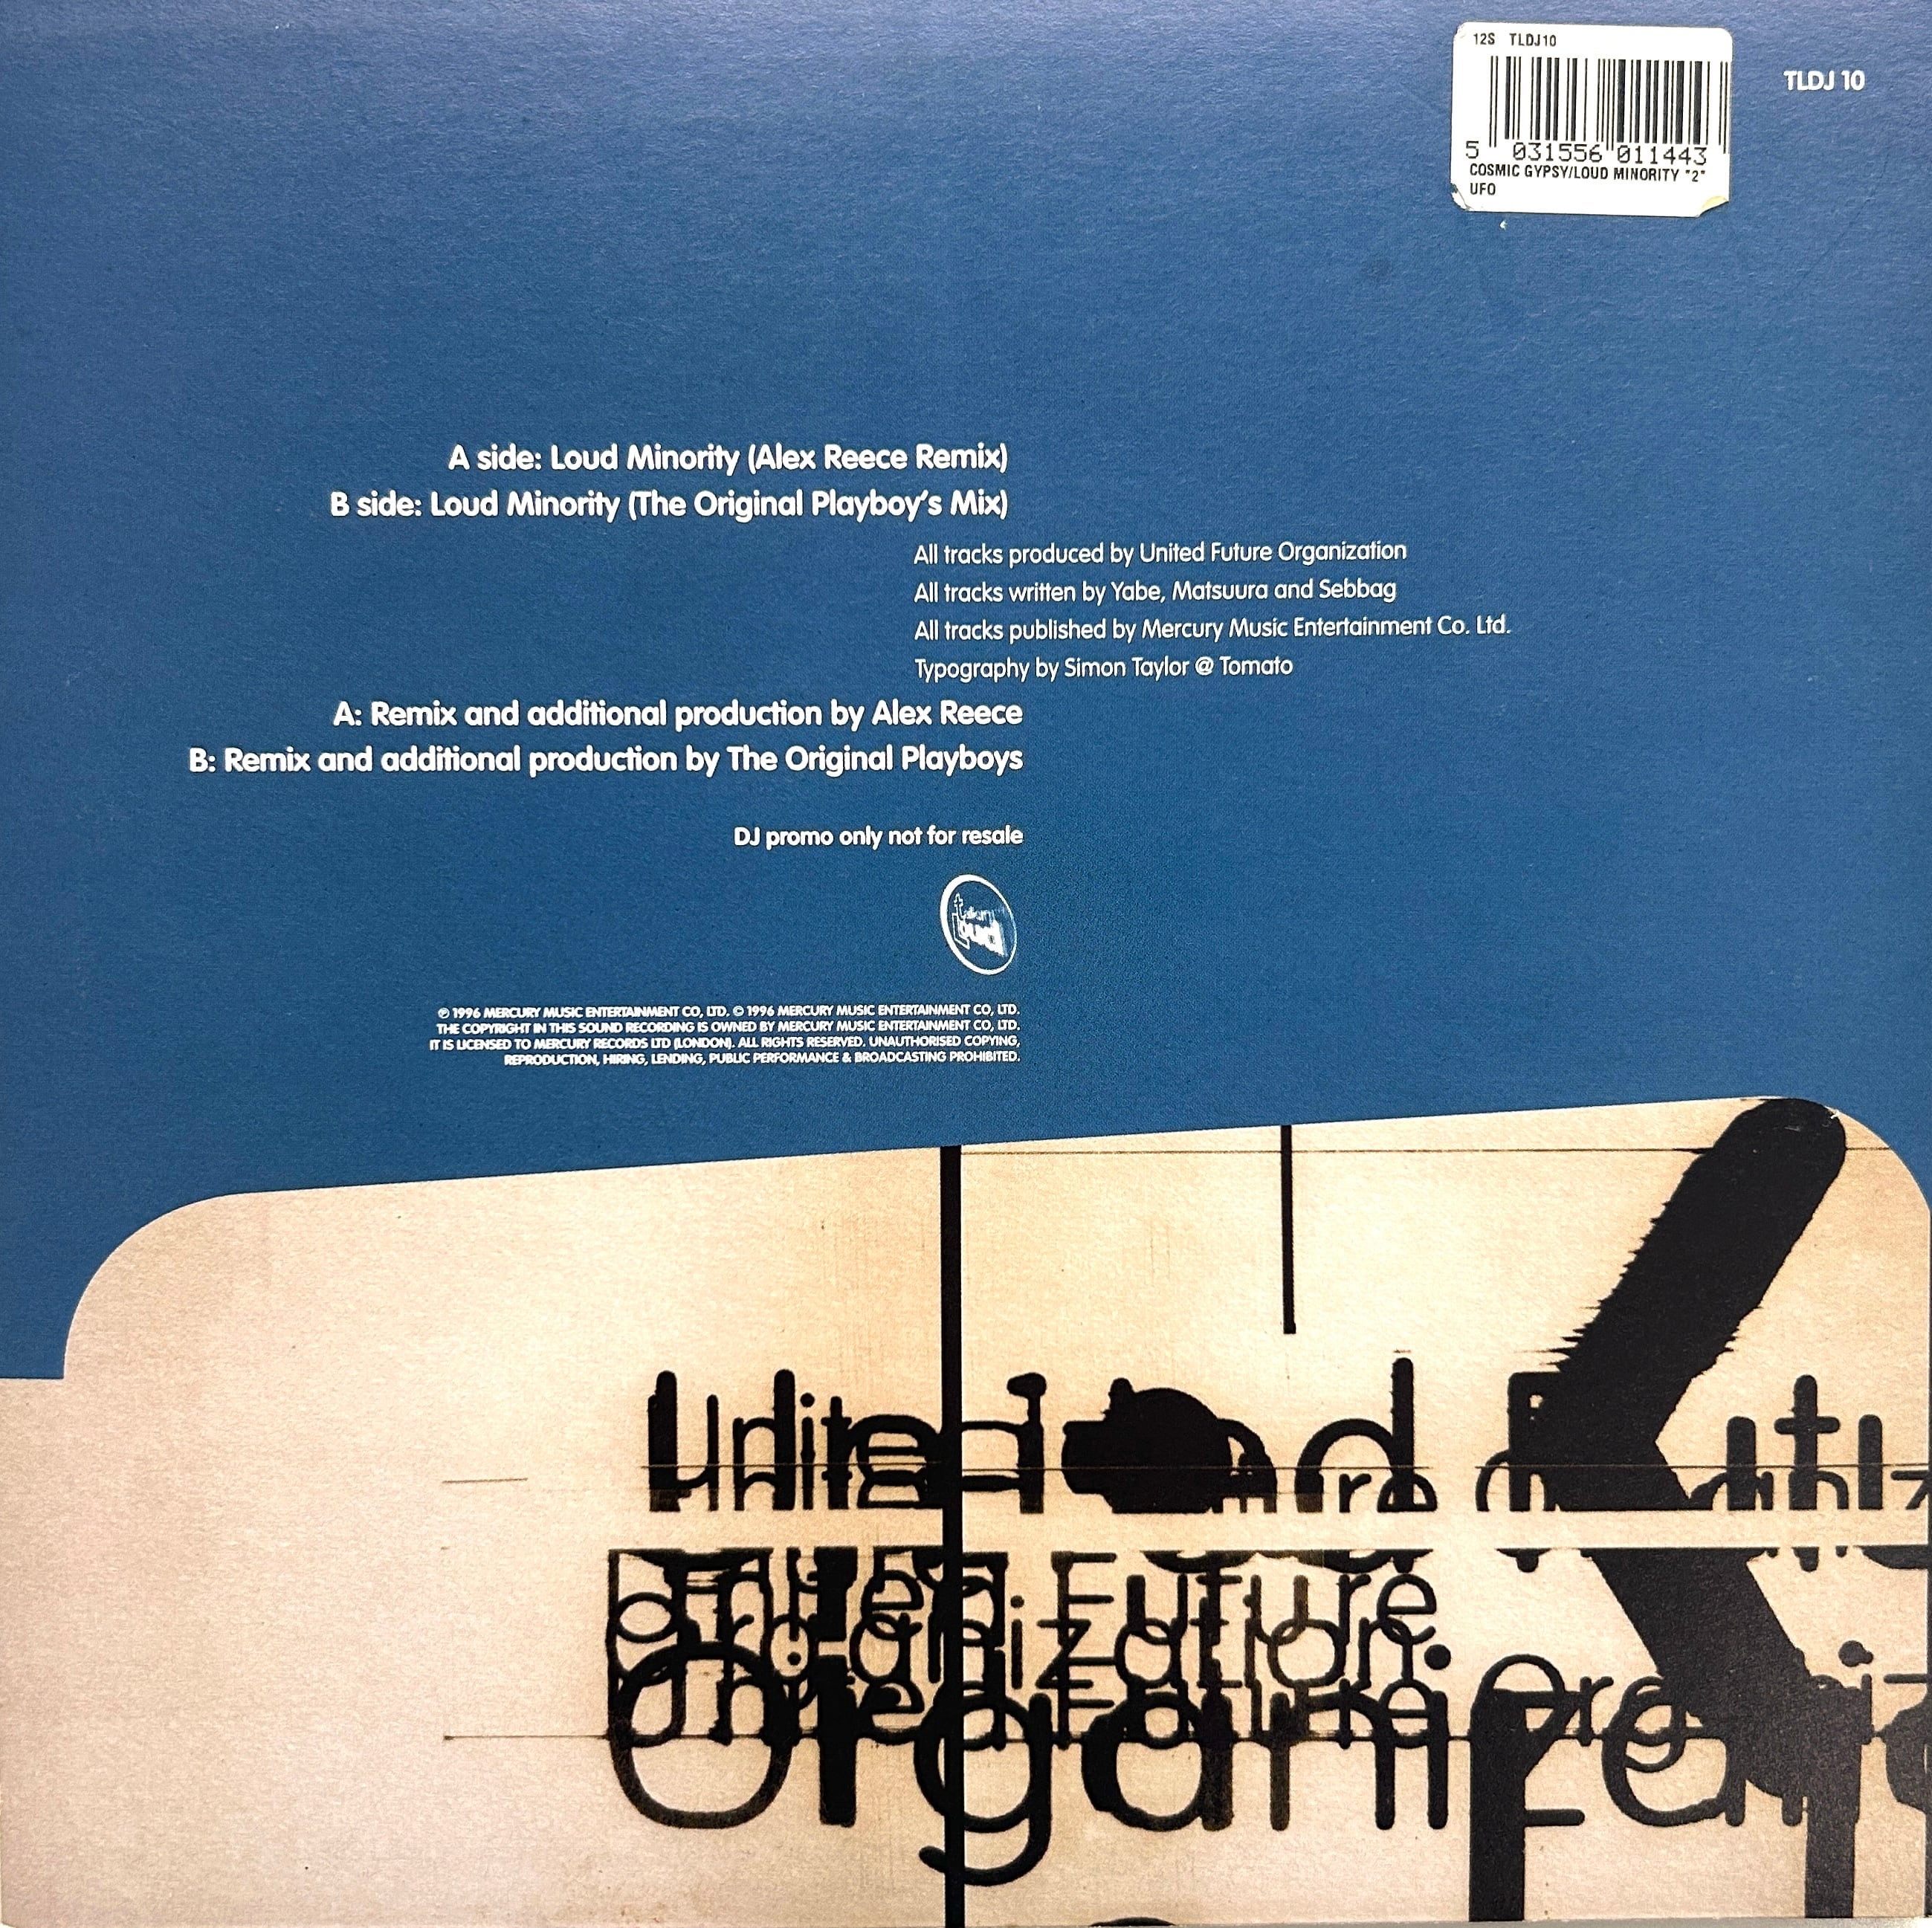 12S TLDJ10
5 031556 011443
COSMIC GYPSY/LOUD MINORITY "2"
UFO
TLDJ 10
A side: Loud Minority (Alex Reece Remix)
B side: Loud Minority (The Original Playboy's Mix)
All tracks produced by United Future Organization
All tracks written by Yabe, Matsuura and Sebbag
All tracks published by Mercury Music Entertainment Co. Ltd.
Typography by Simon Taylor @ Tomato
A: Remix and additional production by Alex Reece
B: Remix and additional production by The Original Playboys
DJ promo only not for resale
talkin
Loud
℗ 1996 MERCURY MUSIC ENTERTAINMENT CO, LTD. © 1996 MERCURY MUSIC ENTERTAINMENT CO, LTD.
THE COPYRIGHT IN THIS SOUND RECORDING IS OWNED BY MERCURY MUSIC ENTERTAINMENT CO, LTD.
IT IS LICENSED TO MERCURY RECORDS LTD (LONDON). ALL RIGHTS RESERVED. UNAUTHORISED COPYING,
REPRODUCTION, HIRING, LENDING, PUBLIC PERFORMANCE & BROADCASTING PROHIBITED.
United
Future
organization.
Future organiz
Organizatio